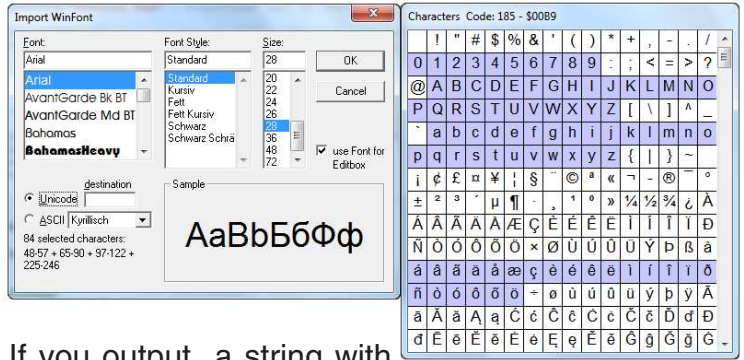 Import WinFont
Font:
Arial
Arial
AvantGarde Bk BT
AvantGarde Md BT
Bahamas
BahamasHeavy
Font Style:
Standard
Standard
Kursiv
Fett
Fett Kursiv
Schwarz
Schwarz Schrä
Size:
28
20
22
24
26
28
36
48
72
OK
Cancel
use Font for
Editbox
destination
Unicode
ASCII Kyrillisch
84 selected characters:
48-57 + 65-90 + 97-122 +
225-246
Sample
AaBbБбФф
If you output a string with
Characters Code: 185 - $00B9
! " # $ % & ' ( ) * + , - . /
0 1 2 3 4 5 6 7 8 9 : ; < = > ?
@ A B C D E F G H I J K L M N O
P Q R S T U V W X Y Z [ \ ] ^ _
` a b c d e f g h i j k l m n o
p q r s t u v w x y z { | } ~
¡ ¢ £ ¤ ¥ ¦ § ¨ © ª « ¬ - ® ¯ °
± ² ³ ´ µ ¶ · ¸ ¹ º » ¼ ½ ¾ ¿ À
Á Â Ã Ä Å Æ Ç È É Ê Ë Ì Í Î Ï Ð
Ñ Ò Ó Ô Õ Ö × Ø Ù Ú Û Ü Ý Þ ß à
á â ã ä å æ ç è é ê ë ì í î ï ð
ñ ò ó ô õ ö ÷ ø ù ú û ü ý þ ÿ Ā
ā Ă ă Ą ą Ć ć Ĉ ĉ Ċ ċ Č č Ď ď Đ
đ Ē ē Ĕ ĕ Ė ė Ę ę Ě ě Ĝ ĝ Ğ ğ Ġ